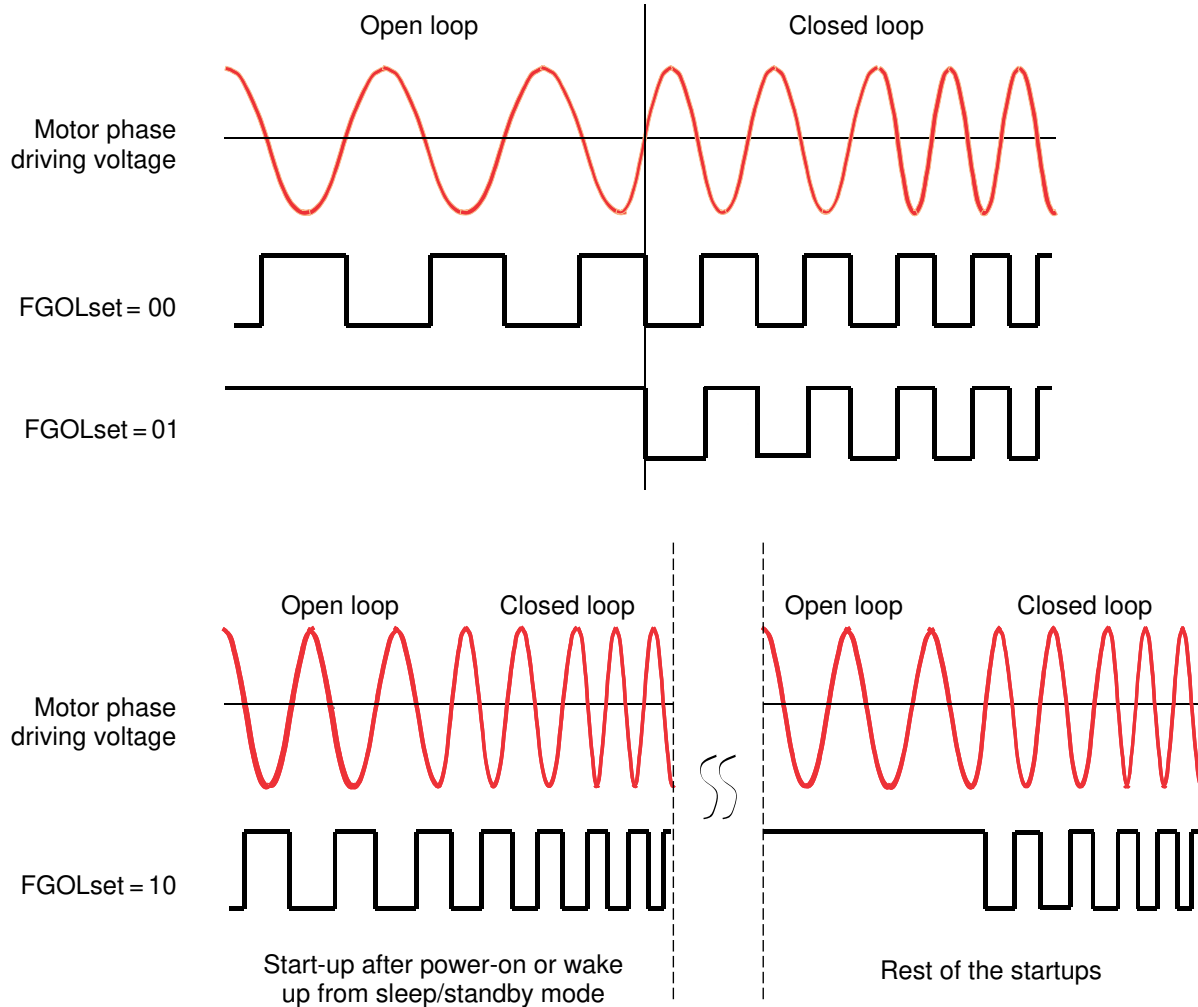 Open loop
Closed loop
Motor phase
driving voltage
FGOLset = 00
FGOLset = 01
Open loop
Closed loop
Open loop
Closed loop
Motor phase
driving voltage
FGOLset = 10
Start-up after power-on or wake
up from sleep/standby mode
Rest of the startups